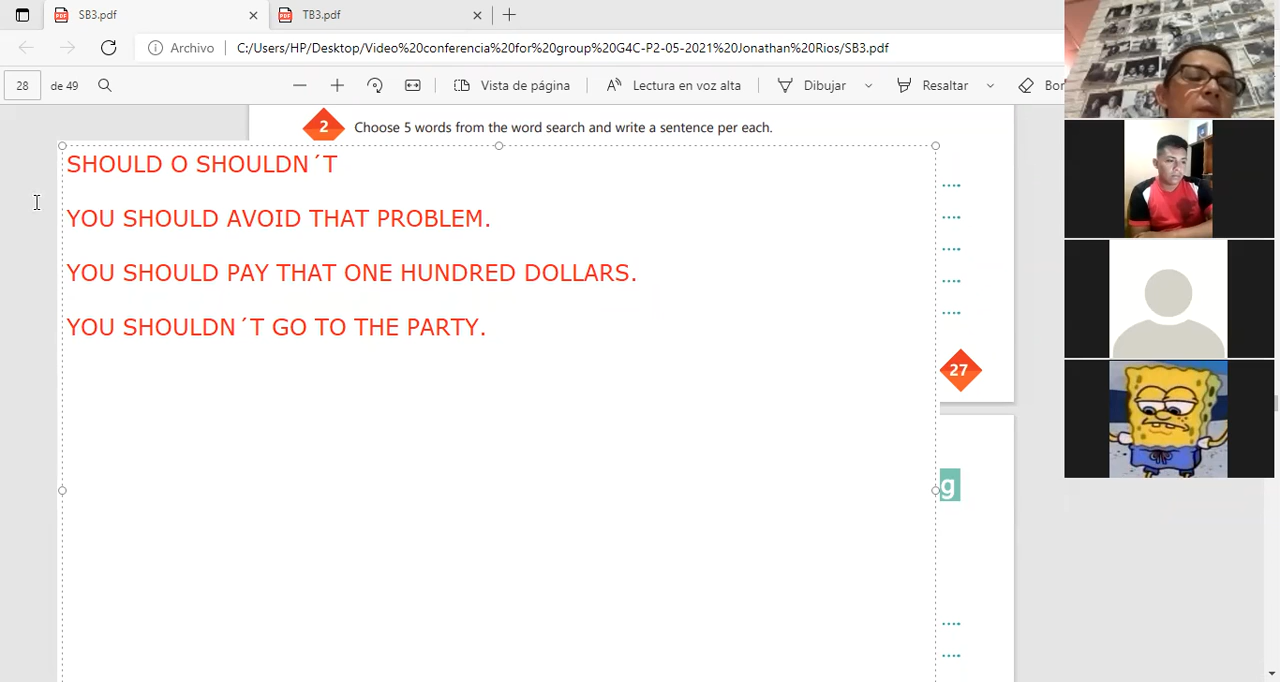 SB3.pdf
TB3.pdf
Archivo C:/Users/HP/Desktop/Video%20conferencia%20for%20group%20G4C-P2-05-2021%20Jonathan%20Rios/SB3.pdf
28 de 49 Vista de página Lectura en voz alta Dibujar Resaltar Bor
2 Choose 5 words from the word search and write a sentence per each.
SHOULD O SHOULDN´T
YOU SHOULD AVOID THAT PROBLEM.
YOU SHOULD PAY THAT ONE HUNDRED DOLLARS.
YOU SHOULDN´T GO TO THE PARTY.
27
g